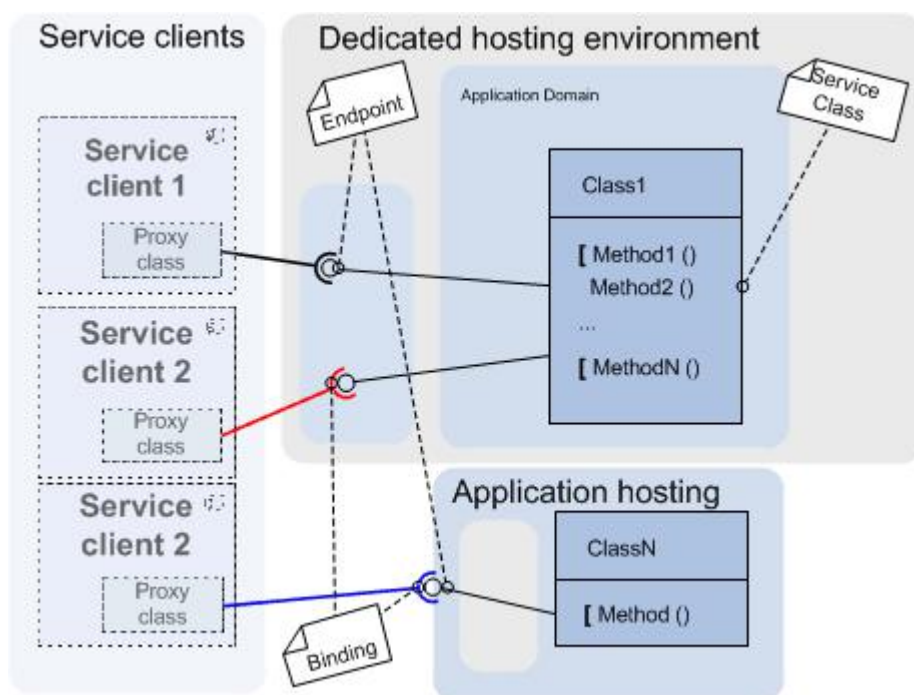 Service clients
Service
client 1
Proxy
class
Service
client 2
Proxy
class
Service
client 2
Proxy
class
Dedicated hosting environment
Endpoint
Application Domain
Service
Class
Class1
[ Method1 ()
Method2 ()
...
[ MethodN ()
Application hosting
ClassN
[ Method ()
Binding